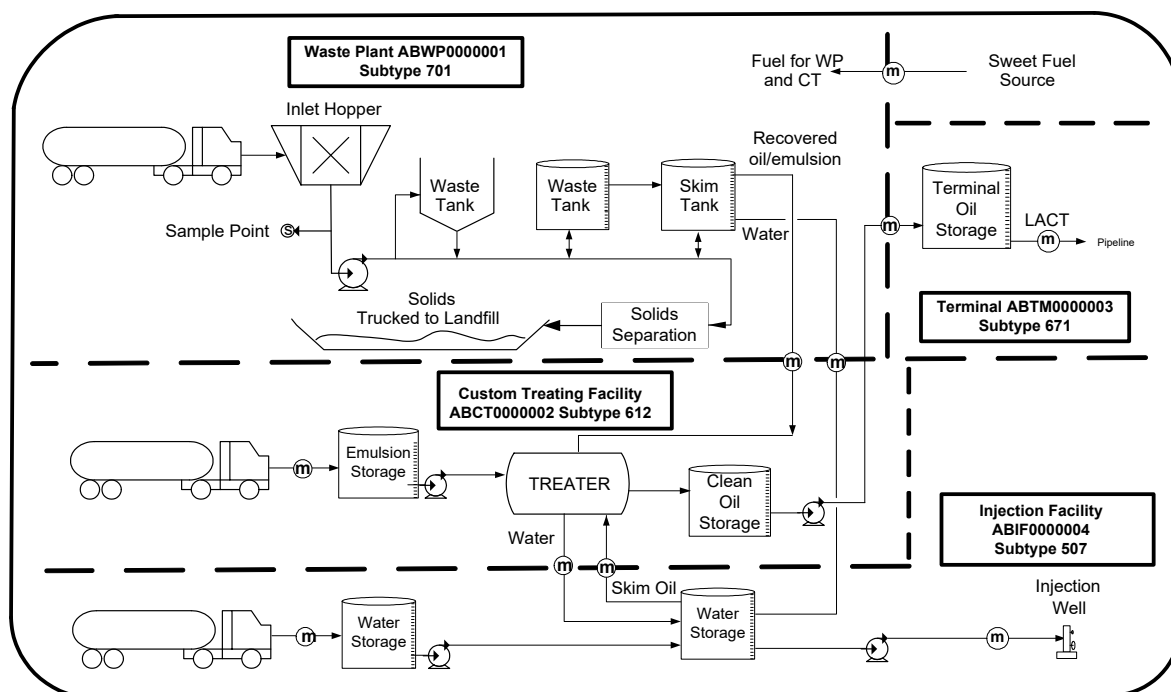 Waste Plant ABWP0000001
Subtype 701
Fuel for WP
and CT
m
Sweet Fuel
Source
Inlet Hopper
Recovered
oil/emulsion
Waste
Tank
Waste
Tank
Skim
Tank
Terminal
Oil
Storage
Sample Point
S
Water
m
LACT
m
Pipeline
Solids
Trucked to Landfill
Solids
Separation
Terminal ABTM0000003
Subtype 671
m
m
Custom Treating Facility
ABCT0000002 Subtype 612
m
Emulsion
Storage
TREATER
Clean
Oil
Storage
Injection Facility
ABIF0000004
Subtype 507
Water
m
m
Skim Oil
m
Water
Storage
Water
Storage
m
Injection
Well